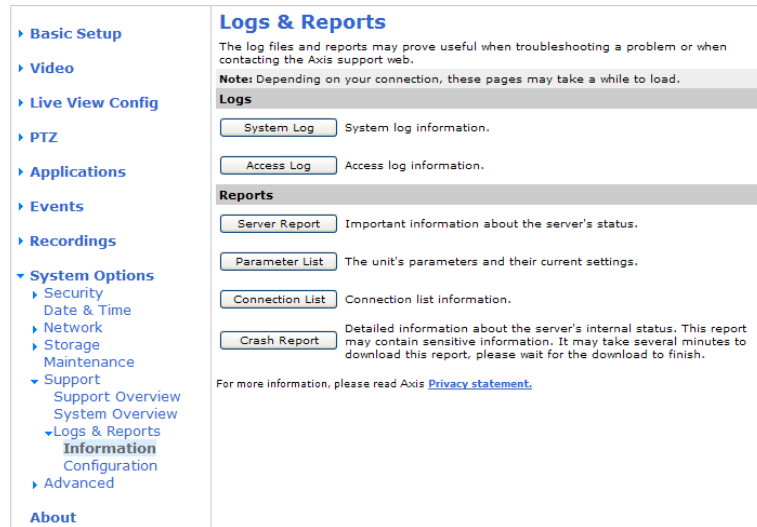 Basic Setup
Video
Live View Config
PTZ
Applications
Events
Recordings
System Options
Security
Date & Time
Network
Storage
Maintenance
Support
Support Overview
System Overview
Logs & Reports
Information
Configuration
Advanced
About
Logs & Reports
The log files and reports may prove useful when troubleshooting a problem or when
contacting the Axis support web.
Note: Depending on your connection, these pages may take a while to load.
Logs
System Log System log information.
Access Log Access log information.
Reports
Server Report Important information about the server's status.
Parameter List The unit's parameters and their current settings.
Connection List Connection list information.
Crash Report Detailed information about the server's internal status. This report
may contain sensitive information. It may take several minutes to
download this report, please wait for the download to finish.
For more information, please read Axis Privacy statement.